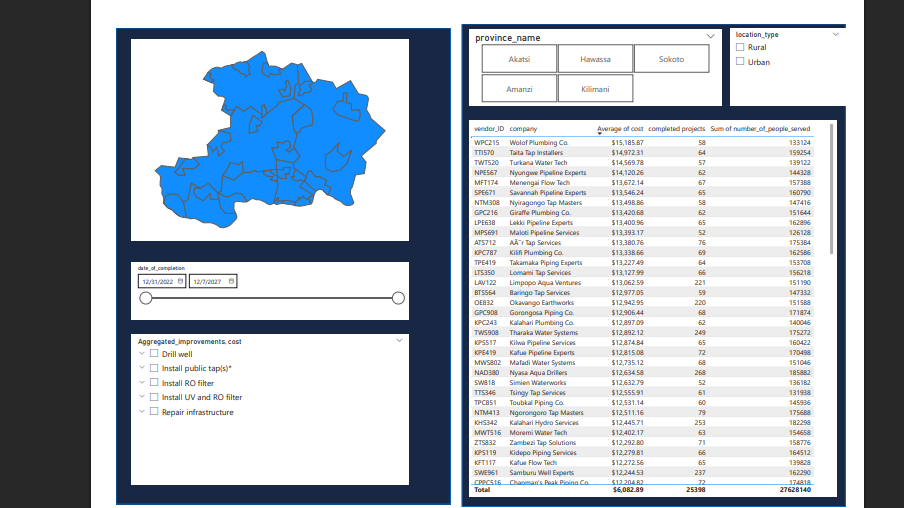 date_of_completion
12/31/2022 12/7/2027
Aggregated_improvements_cost
Drill well
Install public tap(s)*
Install RO filter
Install UV and RO filter
Repair infrastructure
province_name
Akatsi Hawassa Sokoto
Amanzi Kilimani
location_type
Rural
Urban
vendor_ID company Average of cost completed projects Sum of number_of_people_served
WPC215 Wolof Plumbing Co. $15,185.87 58 133124
TTI570 Taita Tap Installers $14,972.31 64 159254
TWT520 Turkana Water Tech $14,569.78 57 139122
NPE567 Nyungwe Pipeline Experts $14,120.26 62 144328
MFT174 Menengai Flow Tech $13,672.14 67 157388
SPE671 Savannah Pipeline Experts $13,546.24 65 160790
NTM308 Nyiragongo Tap Masters $13,498.86 58 147416
GPC216 Giraffe Plumbing Co. $13,420.68 62 151644
LPE638 Lekki Pipeline Experts $13,400.96 65 162896
MPS691 Maloti Pipeline Services $13,393.17 52 126128
ATS712 AÃ¯r Tap Services $13,380.76 76 175384
KPC787 Kilifi Plumbing Co. $13,338.66 69 162586
TPE419 Takamaka Piping Experts $13,227.49 64 153708
LTS350 Lomami Tap Services $13,127.99 66 156218
LAV122 Limpopo Aqua Ventures $13,062.59 221 151190
BTS564 Baringo Tap Services $12,977.05 59 147332
OE832 Okavango Earthworks $12,942.95 220 151588
GPC908 Gorongosa Piping Co. $12,906.44 68 171874
KPC243 Kalahari Plumbing Co. $12,897.09 62 140046
TWS908 Tharaka Water Systems $12,892.12 249 175272
KPS517 Kilwa Pipeline Services $12,874.84 65 160422
KPE419 Kafue Pipeline Experts $12,815.08 72 170498
MWS802 Mafadi Water Systems $12,735.12 68 151046
NAD380 Nyasa Aqua Drillers $12,634.58 268 185882
SW818 Simien Waterworks $12,632.79 52 136182
TTS346 Tsingy Tap Services $12,555.91 61 131938
TPC851 Toubkal Piping Co. $12,531.14 60 145936
NTM413 Ngorongoro Tap Masters $12,511.16 79 175688
KHS342 Kalahari Hydro Services $12,445.71 253 182298
MWT516 Moremi Water Tech $12,402.17 63 154658
ZTS832 Zambezi Tap Solutions $12,292.80 71 158776
KPS119 Kidepo Piping Services $12,279.81 66 164512
KFT117 Kafue Flow Tech $12,272.56 65 139828
SWE961 Samburu Well Experts $12,244.53 237 162290
CPPC516 Chapman's Peak Piping Co. $12,204.82 72 174818
Total $6,082.89 25398 27628140